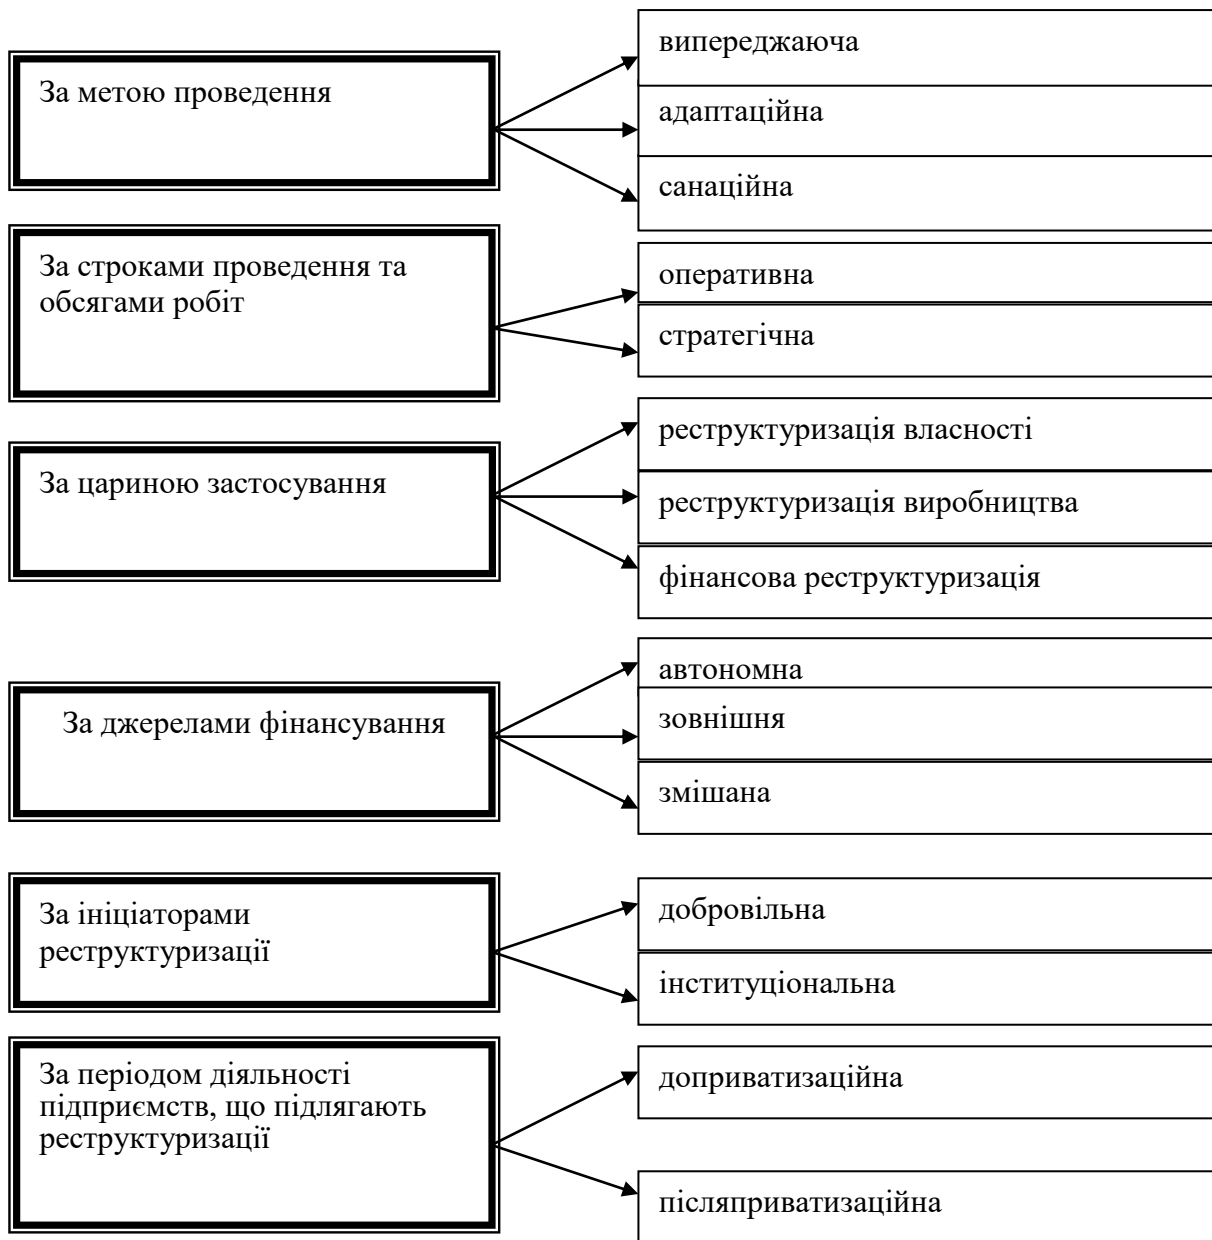 За метою проведення
випереджаюча
адаптаційна
санаційна
За строками проведення та
обсягами робіт
оперативна
стратегічна
За цариною застосування
реструктуризація власності
реструктуризація виробництва
фінансова реструктуризація
За джерелами фінансування
автономна
зовнішня
змішана
За ініціаторами
реструктуризації
добровільна
інституціональна
За періодом діяльності
підприємств, що підлягають
реструктуризації
доприватизаційна
післяприватизаційна